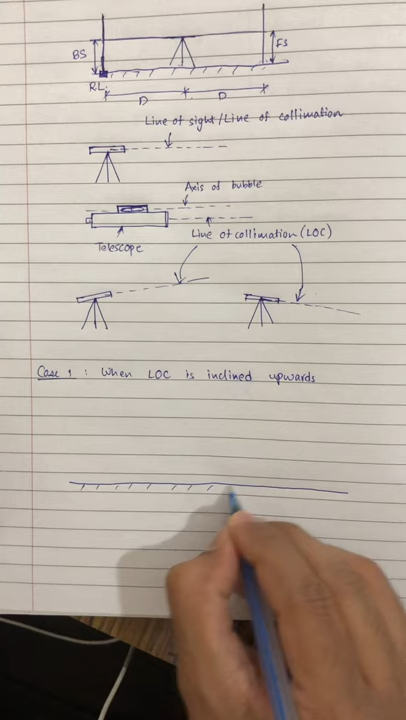 BS
FS
RL
D
D
Line of sight/Line of collimation
Axis of bubble
Line of collimation (LOC)
Telescope
Case 1 : When LOC is inclined upwards